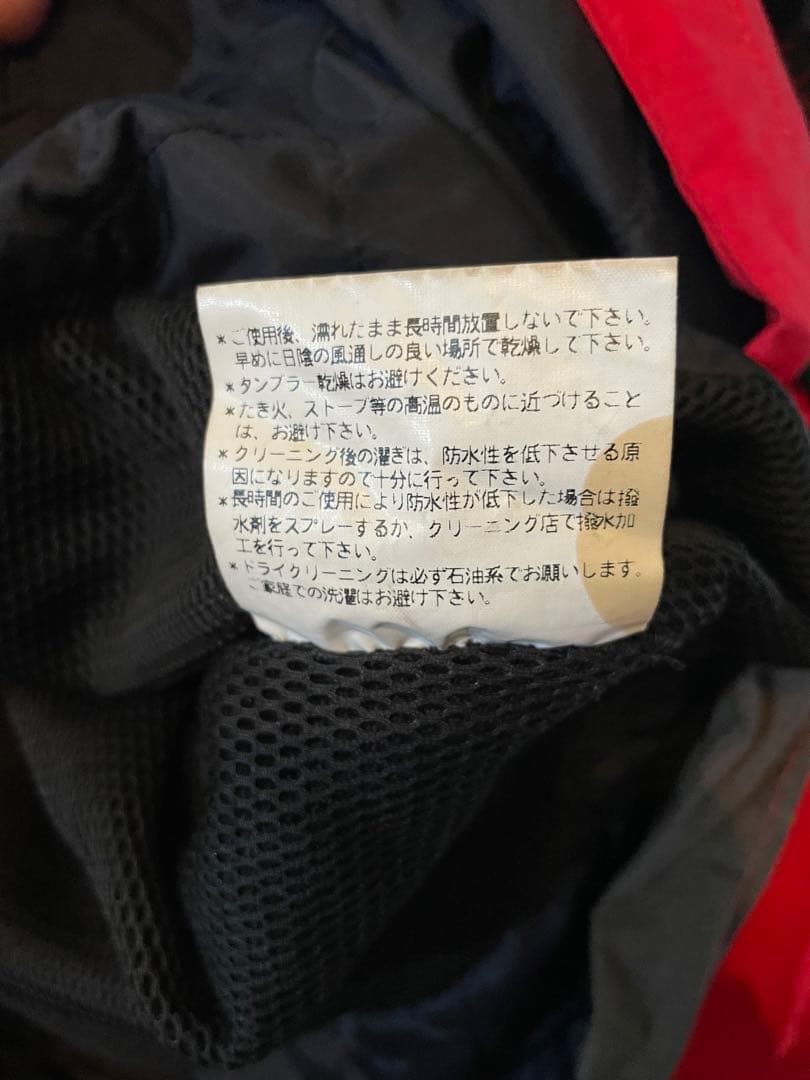 *ご使用後、濡れたまま長時間放置しないで下さい。
早めに日陰の風通しの良い場所で乾燥して下さい。
*タンブラー乾燥はお避けください。
*たき火、ストーブ等の高温のものに近づけること
は、お避け下さい。
*クリーニング後の濯ぎは、防水性を低下させる原
因になりますので十分に行って下さい。
*長時間のご使用により防水性が低下した場合は撥
水剤をスプレーするか、クリーニング店で撥水加
工を行って下さい。
*ドライクリーニングは必ず石油系でお願いします。
ご家庭での洗濯はお避け下さい。